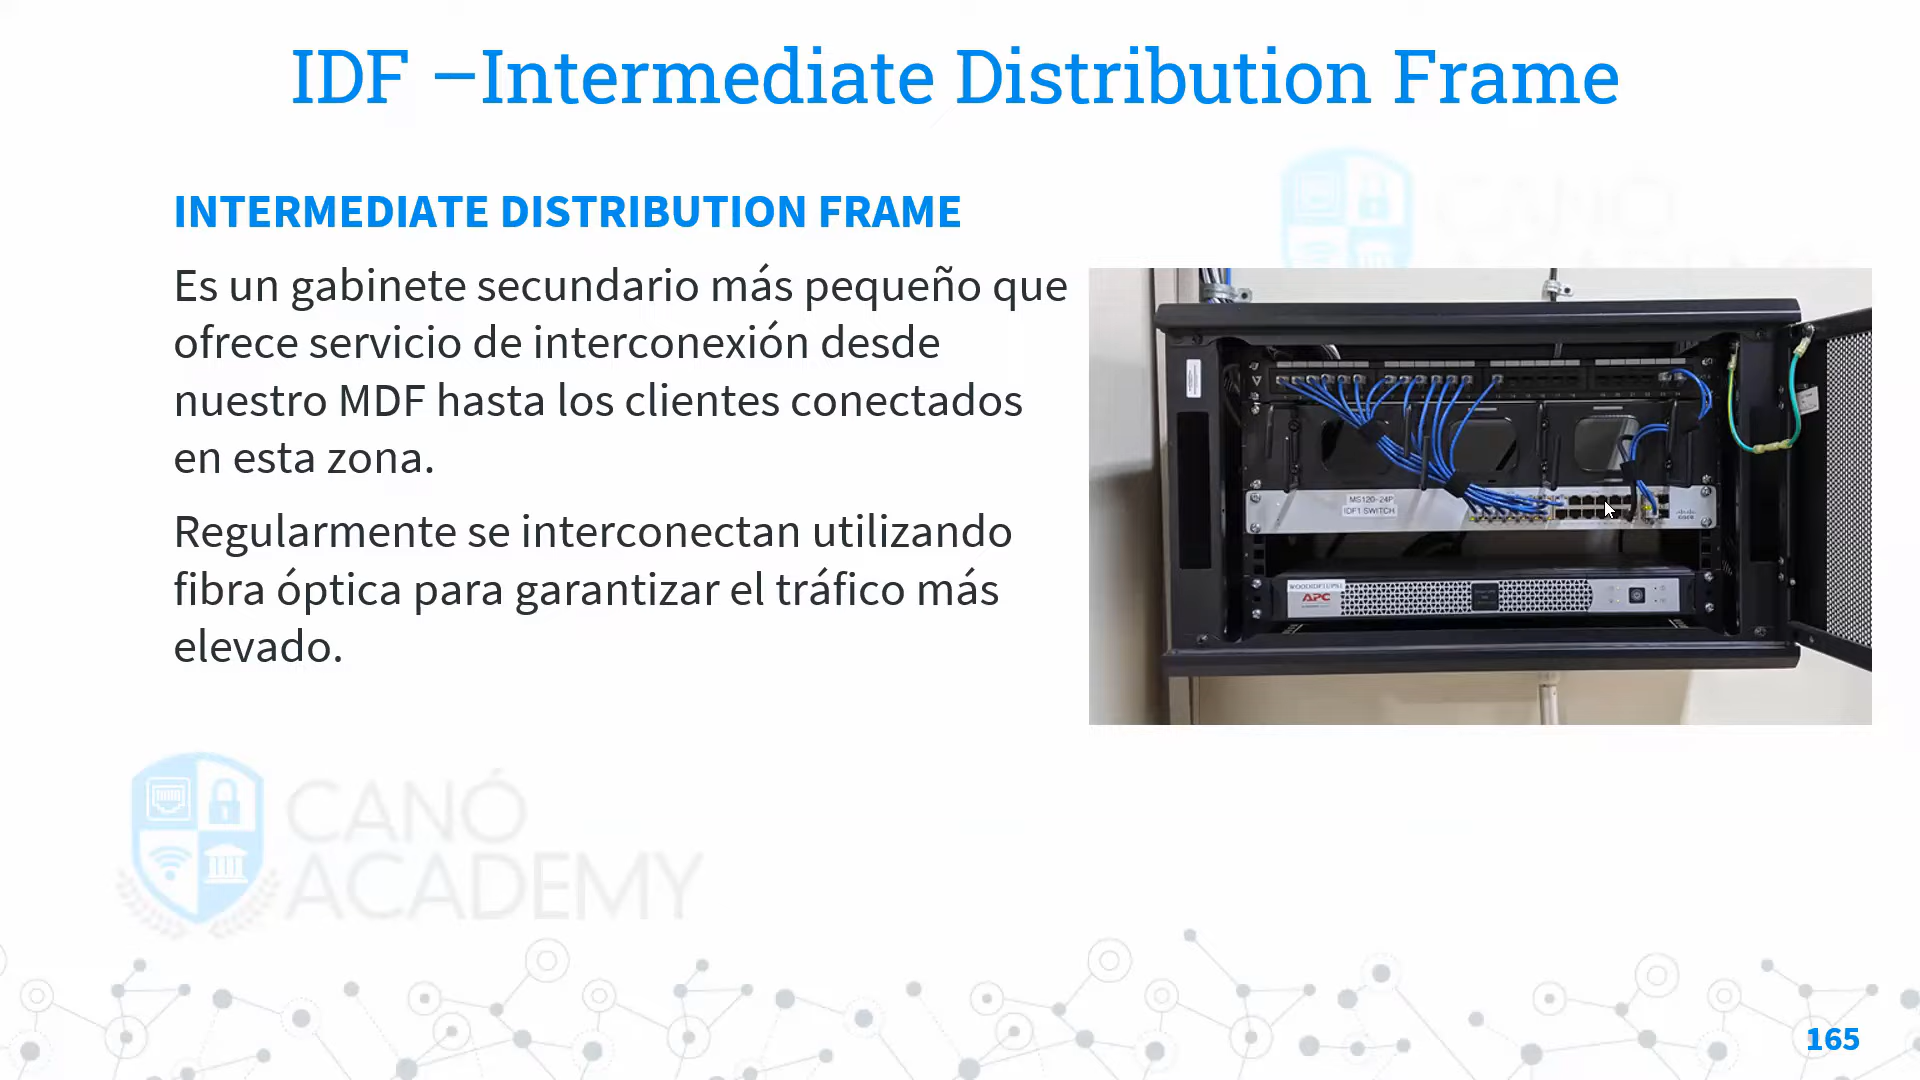 IDF –Intermediate Distribution Frame
INTERMEDIATE DISTRIBUTION FRAME
Es un gabinete secundario más pequeño que
ofrece servicio de interconexión desde
nuestro MDF hasta los clientes conectados
en esta zona.
Regularmente se interconectan utilizando
fibra óptica para garantizar el tráfico más
elevado.
CANÓ
MS120-24P
IDF1 SWITCH
APC
CANÓ
ACADEMY
165